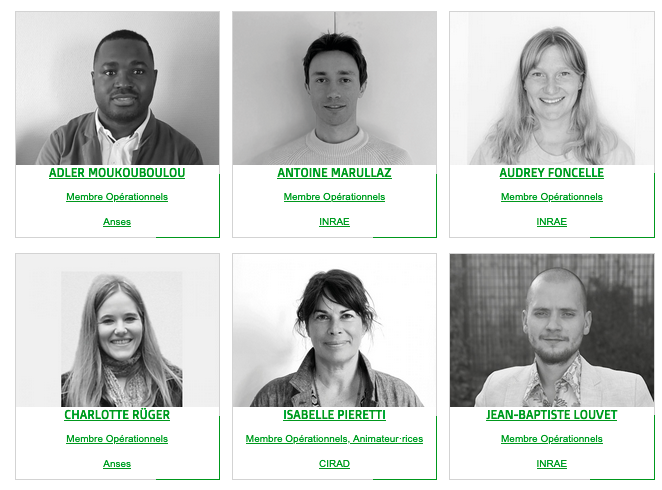 ADLER MOUKOUBOULOU
Membre Opérationnels
Anses
ANTOINE MARULLAZ
Membre Opérationnels
INRAE
AUDREY FONCELLE
Membre Opérationnels
INRAE
CHARLOTTE RÜGER
Membre Opérationnels
Anses
ISABELLE PIERETTI
Membre Opérationnels, Animateur·rices
CIRAD
JEAN-BAPTISTE LOUVET
Membre Opérationnels
INRAE